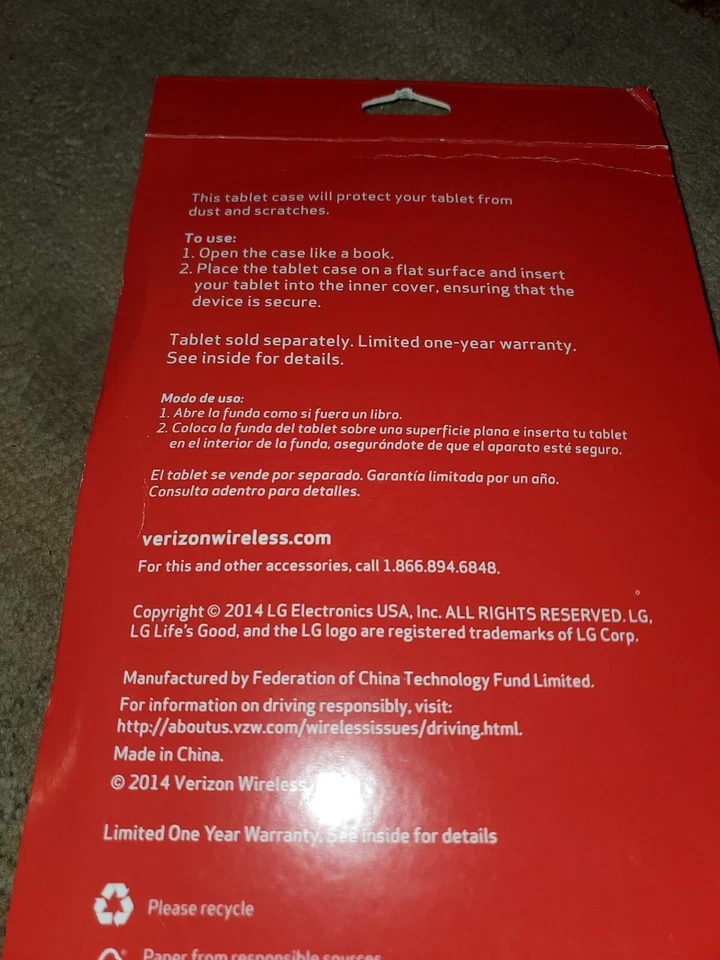 This tablet case will protect your tablet from
dust and scratches.
To use:
1. Open the case like a book.
2. Place the tablet case on a flat surface and insert
your tablet into the inner cover, ensuring that the
device is secure.
Tablet sold separately. Limited one-year warranty.
See inside for details.
Modo de uso:
1. Abre la funda como si fuera un libro.
2. Coloca la funda del tablet sobre una superficie plana e inserta tu tablet
en el interior de la funda, asegurándote de que el aparato esté seguro.
El tablet se vende por separado. Garantía limitada por un año.
Consulta adentro para detalles.
verizonwireless.com
For this and other accessories, call 1.866.894.6848.
Copyright © 2014 LG Electronics USA, Inc. ALL RIGHTS RESERVED. LG,
LG Life's Good, and the LG logo are registered trademarks of LG Corp.
Manufactured by Federation of China Technology Fund Limited.
For information on driving responsibly, visit:
http://aboutus.vzw.com/wirelessissues/driving.html.
Made in China.
© 2014 Verizon Wireless
Limited One Year Warranty. See inside for details
Please recycle
Paper from responsible sources